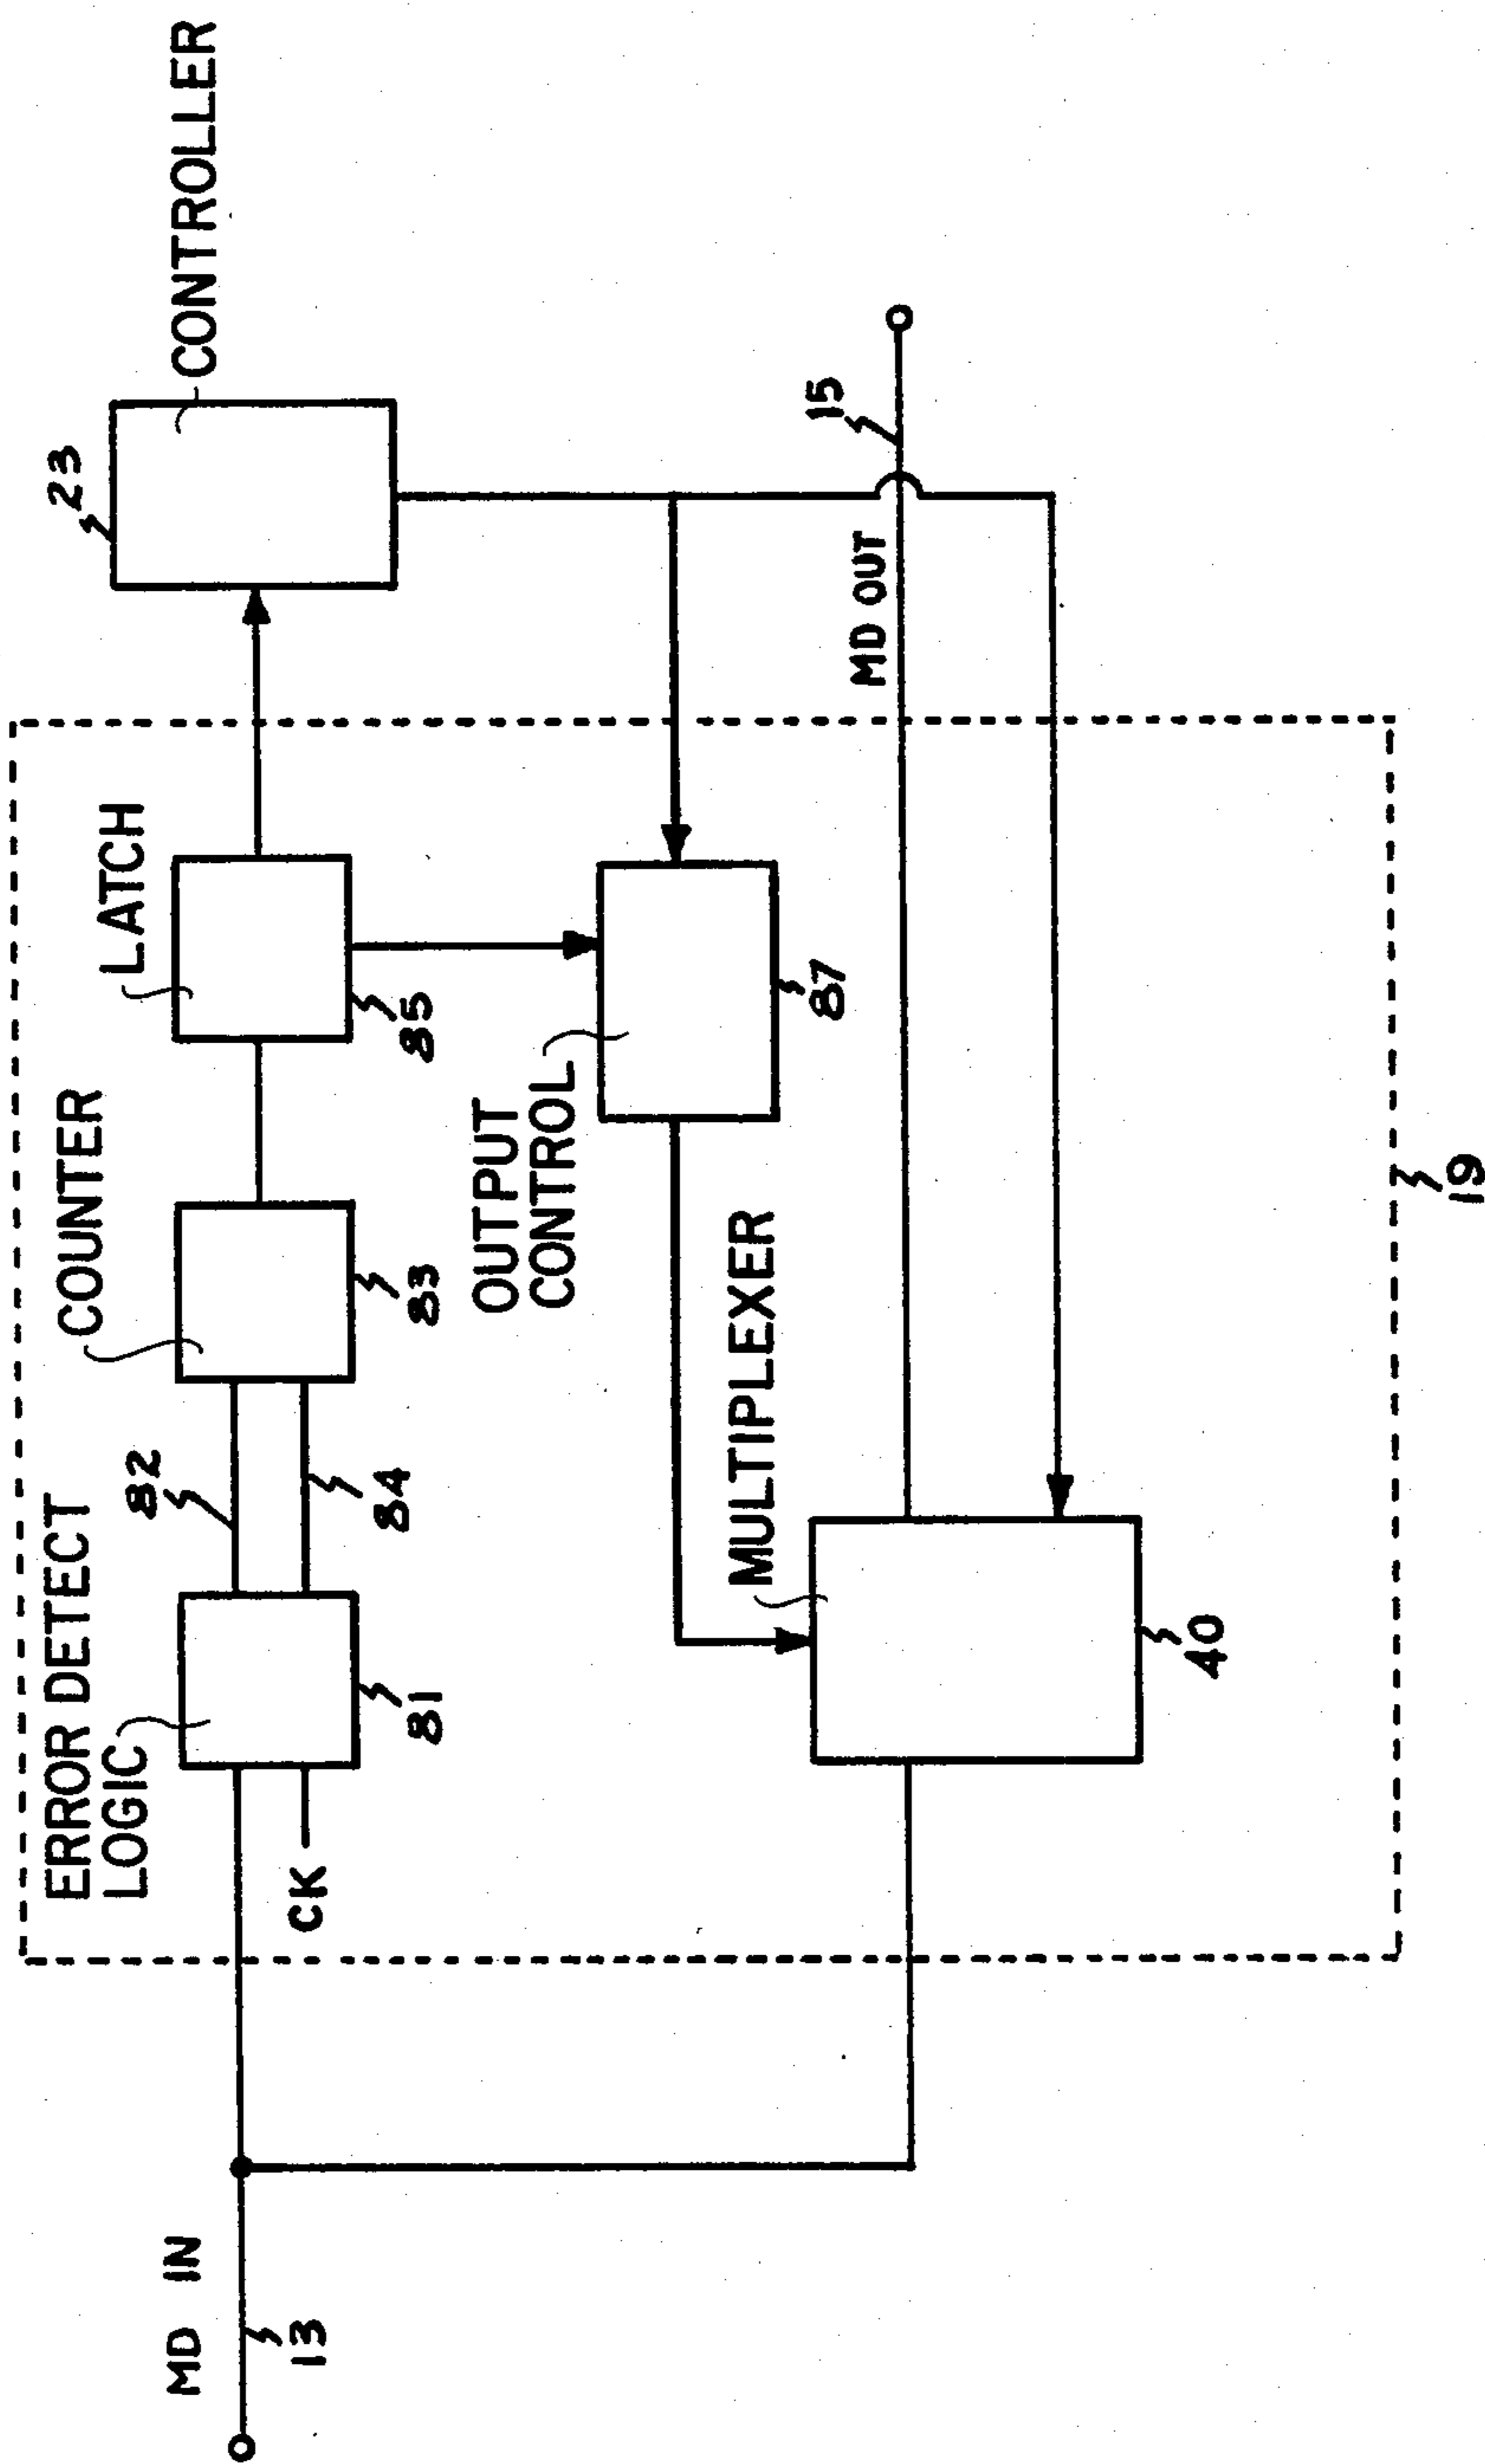 CONTROLLER
23
LATCH
85
COUNTER
83
ERROR DETECT
LOGIC
82
84
81
CK
OUTPUT
CONTROL
87
MD OUT
15
MULTIPLEXER
40
MD IN
13
19